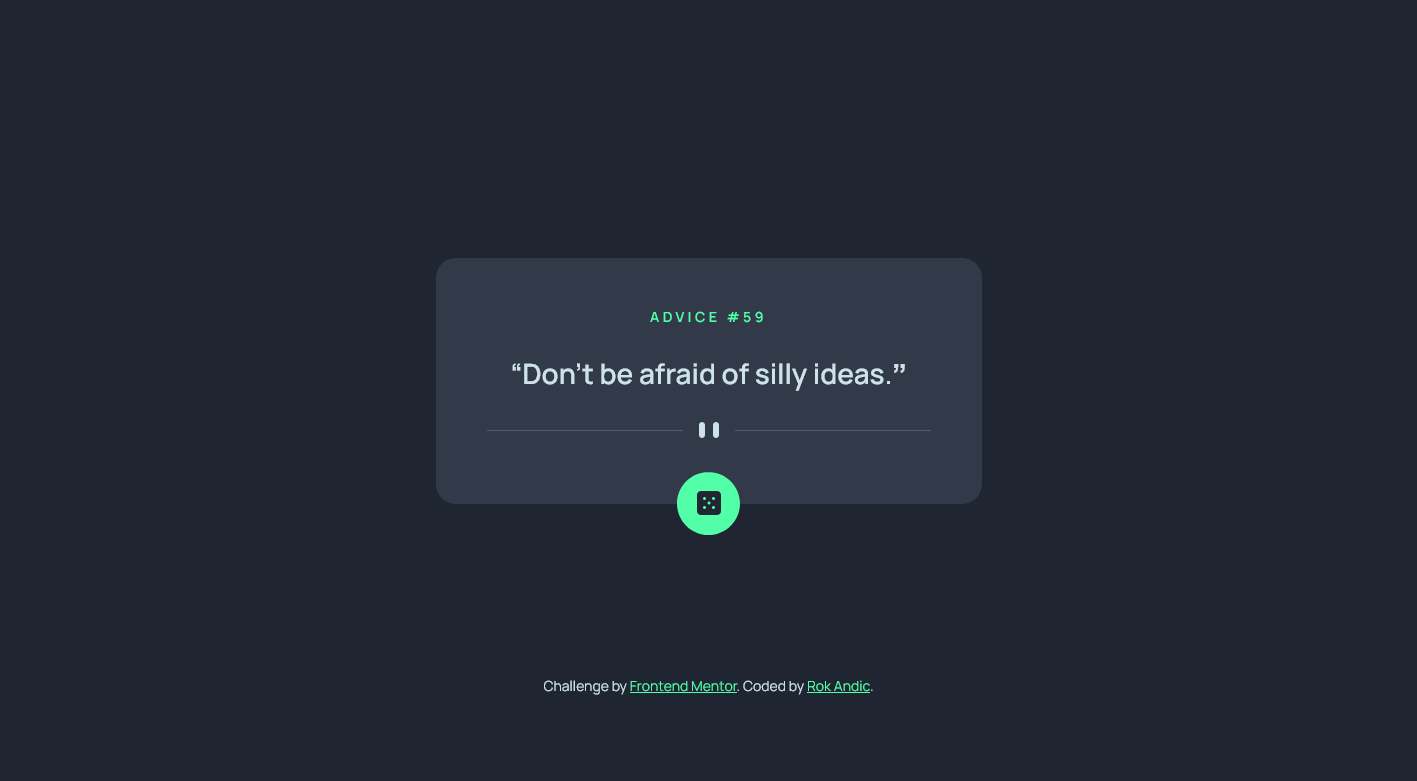 ADVICE #59
“Don’t be afraid of silly ideas.”
Challenge by Frontend Mentor. Coded by Rok Andic.